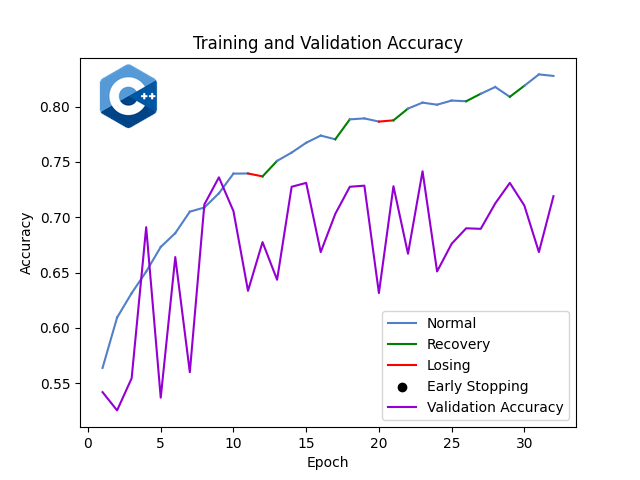 Training and Validation Accuracy
C++
Accuracy
0.80
0.75
0.70
0.65
0.60
0.55
Normal
Recovery
Losing
Early Stopping
Validation Accuracy
0 5 10 15 20 25 30
Epoch